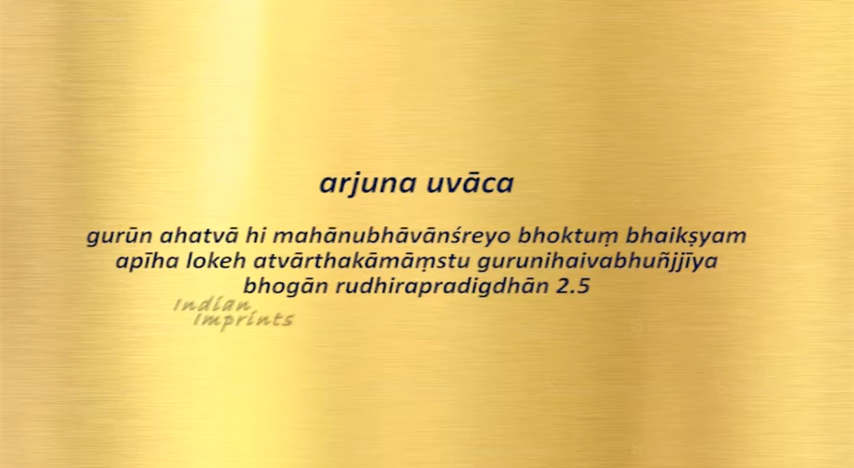 arjuna uvāca
gurūn ahatvā hi mahānubhāvānśreyo bhoktuṃ bhaikṣyam
apīha lokeh atvārthakāmāṃstu gurunihaivabhuñjjīya
bhogān rudhirapradigdhān 2.5
Indian
Imprints